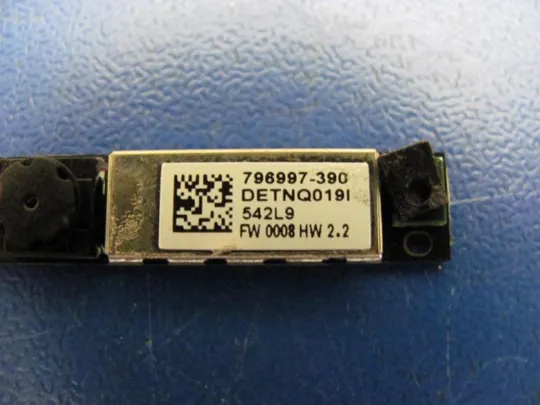 796997-390
DETNQ019I
542L9
FW 0008 HW 2.2